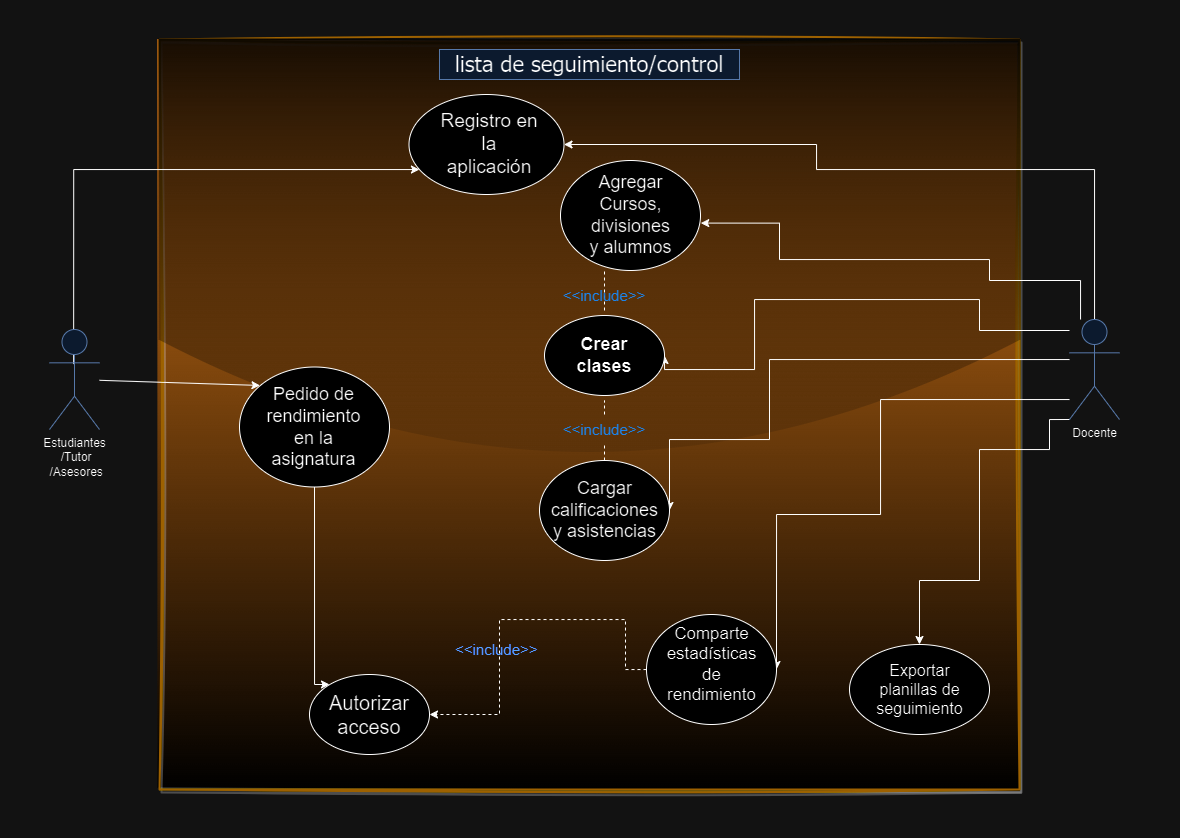 lista de seguimiento/control
Registro en
la
aplicación
Agregar
Cursos,
divisiones
y alumnos
<<include>>
Crear
clases
<<include>>
Pedido de
rendimiento
en la
asignatura
Estudiantes
/Tutor
/Asesores
Docente
Cargar
calificaciones
y asistencias
<<include>>
Comparte
estadísticas
de
rendimiento
Exportar
planillas de
seguimiento
Autorizar
acceso